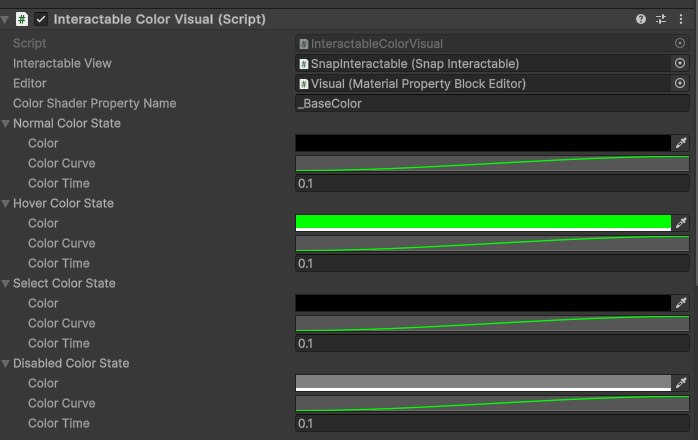 Interactable Color Visual (Script)
Script InteractableColorVisual
Interactable View SnapInteractable (Snap Interactable)
Editor Visual (Material Property Block Editor)
Color Shader Property Name _BaseColor
Normal Color State
Color
Color Curve
Color Time 0.1
Hover Color State
Color
Color Curve
Color Time 0.1
Select Color State
Color
Color Curve
Color Time 0.1
Disabled Color State
Color
Color Curve
Color Time 0.1